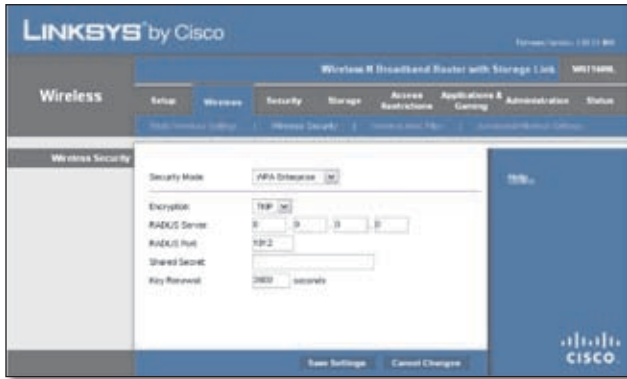 LINKSYS by Cisco
Wireless-N Broadband Router with Storage Link
Wireless
Setup Wireless Security Storage Access Restrictions Applications & Gaming Administration Status
Wireless Security
Wireless Security
Security Mode: WPA Enterprise
Help...
Encryption: TKIP
RADIUS Server: 0 . 0 . 0 . 0
RADIUS Port: 1812
Shared Secret:
Key Renewal: 3600 seconds
Save Settings Cancel Changes
CISCO